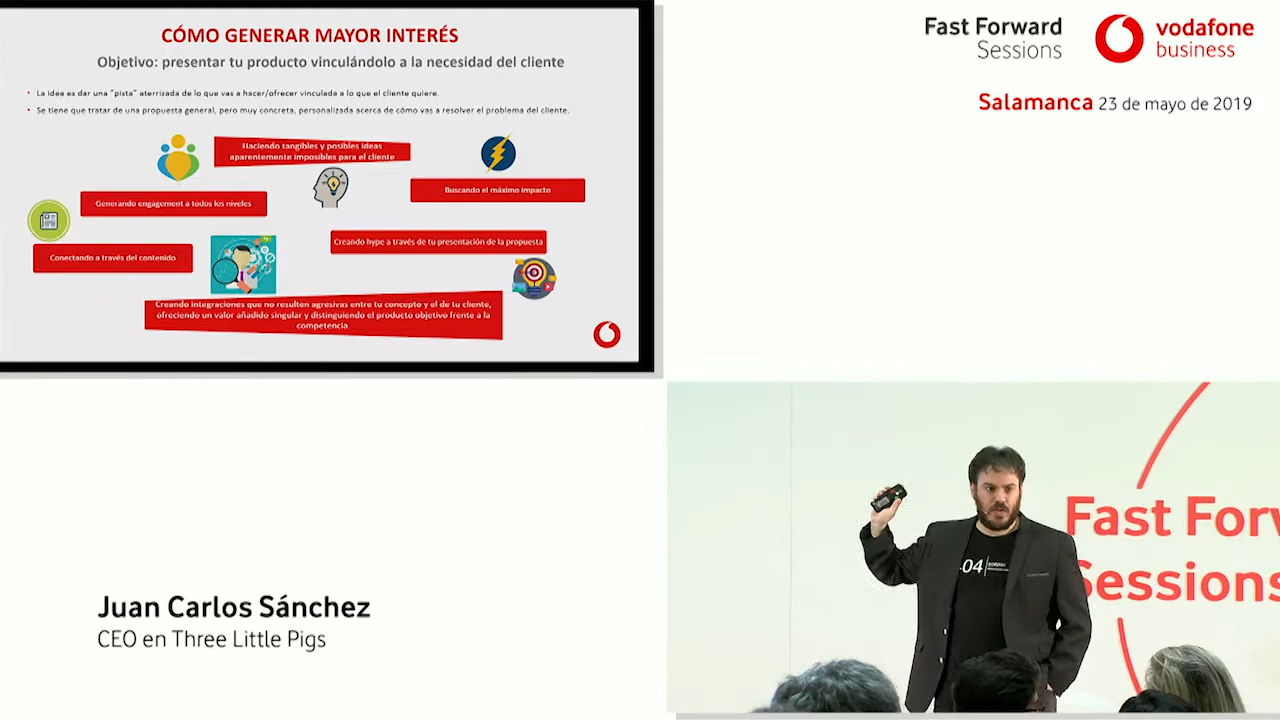 CÓMO GENERAR MAYOR INTERÉS
Objetivo: presentar tu producto vinculándolo a la necesidad del cliente
• La idea es dar una "pista" aterrizada de lo que vas a hacer/ofrecer vinculada a lo que el cliente quiere.
• Se tiene que tratar de una propuesta general, pero muy concreta, personalizada acerca de cómo vas a resolver el problema del cliente.
Haciendo tangibles y posibles ideas
aparentemente imposibles para el cliente
Buscando el máximo impacto
Generando engagement a todos los niveles
Creando hype a través de tu presentación de la propuesta
Conectando a través del contenido
Creando integraciones que no resulten agresivas entre tu concepto y el de tu cliente,
ofreciendo un valor añadido singular y distinguiendo el producto objetivo frente a la
competencia.
Fast Forward
Sessions
vodafone
business
Salamanca 23 de mayo de 2019
Juan Carlos Sánchez
CEO en Three Little Pigs
04
Fast Forw
Sessions